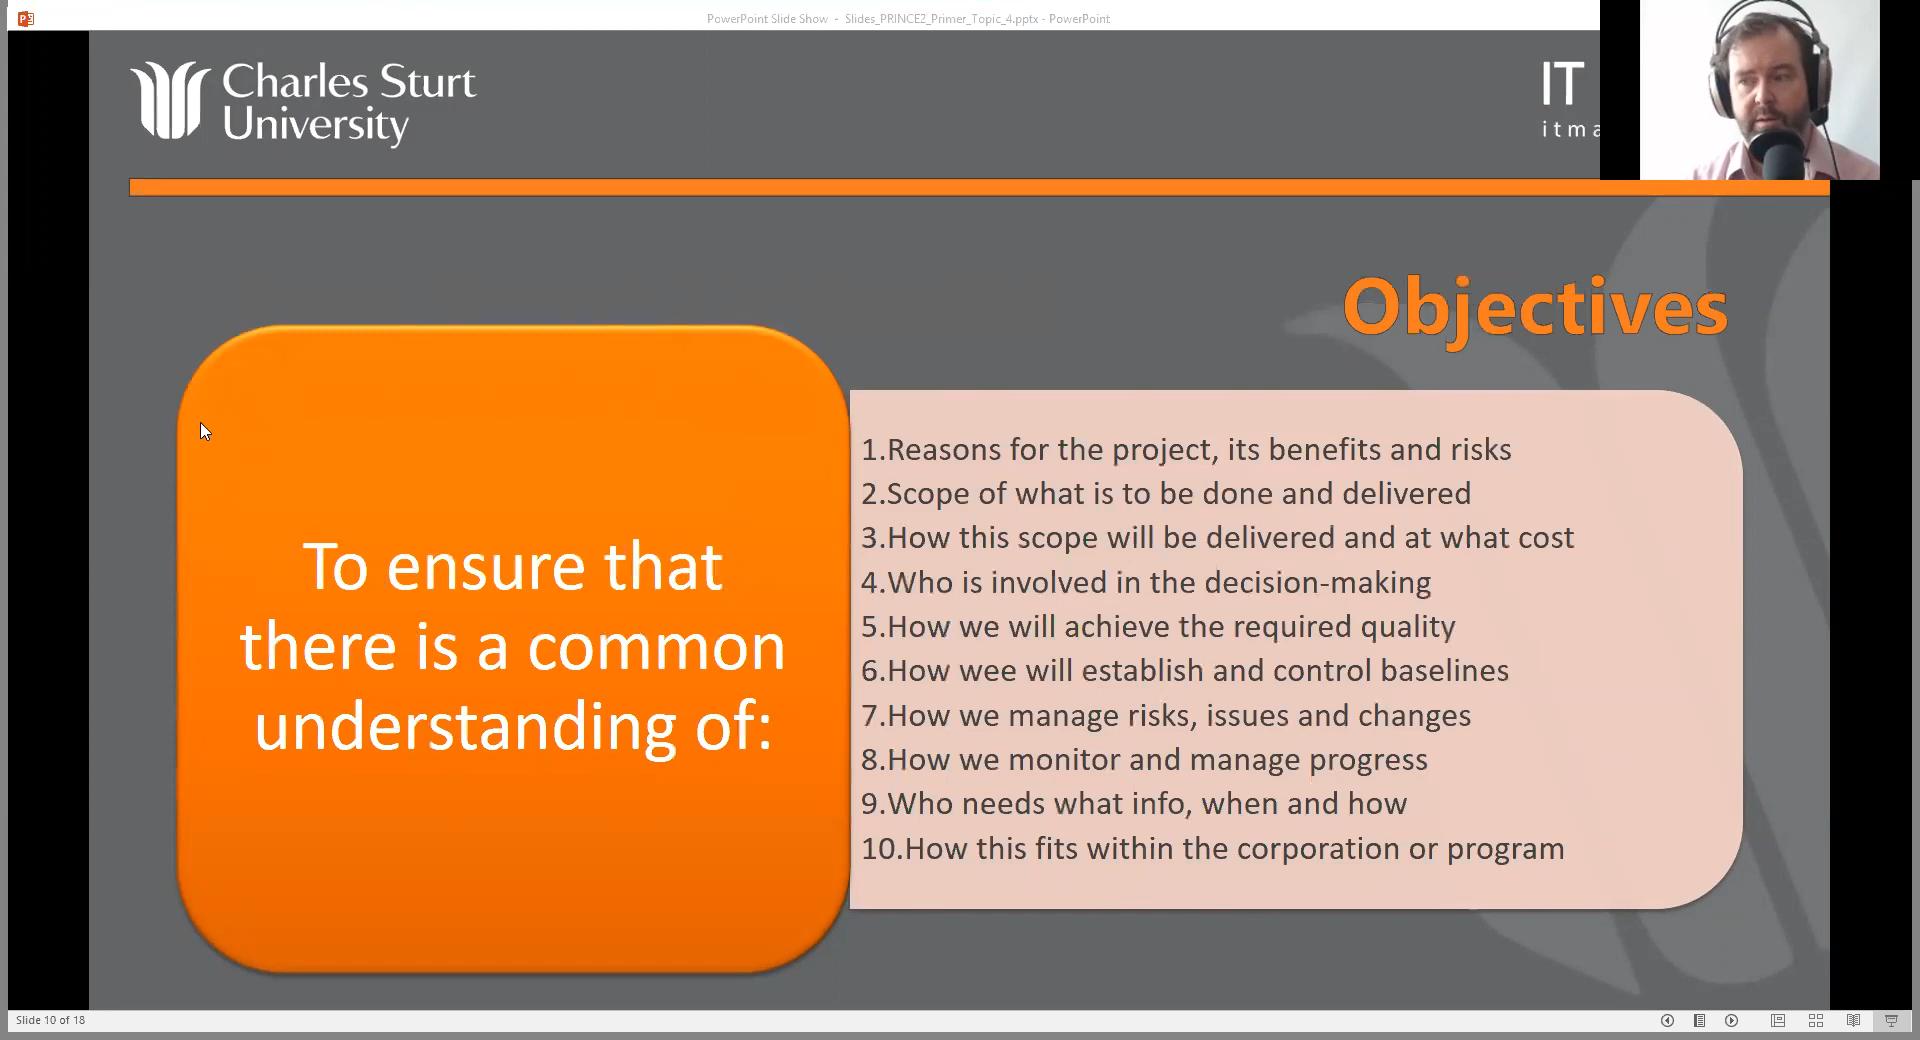 PowerPoint Slide Show - Slides_PRINCE2_Primer_Topic_4.pptx - PowerPoint
Charles Sturt
University
IT
itma
Objectives
To ensure that
there is a common
understanding of:
1.Reasons for the project, its benefits and risks
2.Scope of what is to be done and delivered
3.How this scope will be delivered and at what cost
4.Who is involved in the decision-making
5.How we will achieve the required quality
6.How wee will establish and control baselines
7.How we manage risks, issues and changes
8.How we monitor and manage progress
9.Who needs what info, when and how
10.How this fits within the corporation or program
Slide 10 of 18